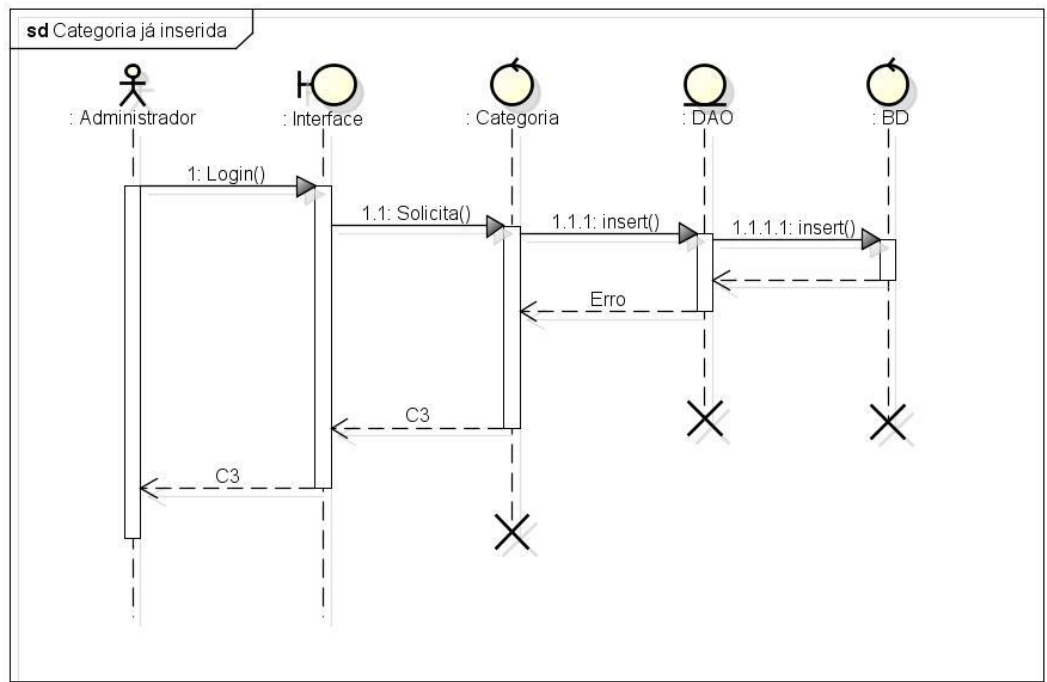 sd Categoria já inserida
: Administrador
: Interface
: Categoria
: DAO
: BD
1: Login()
1.1: Solicita()
1.1.1: insert()
1.1.1.1: insert()
Erro
C3
C3